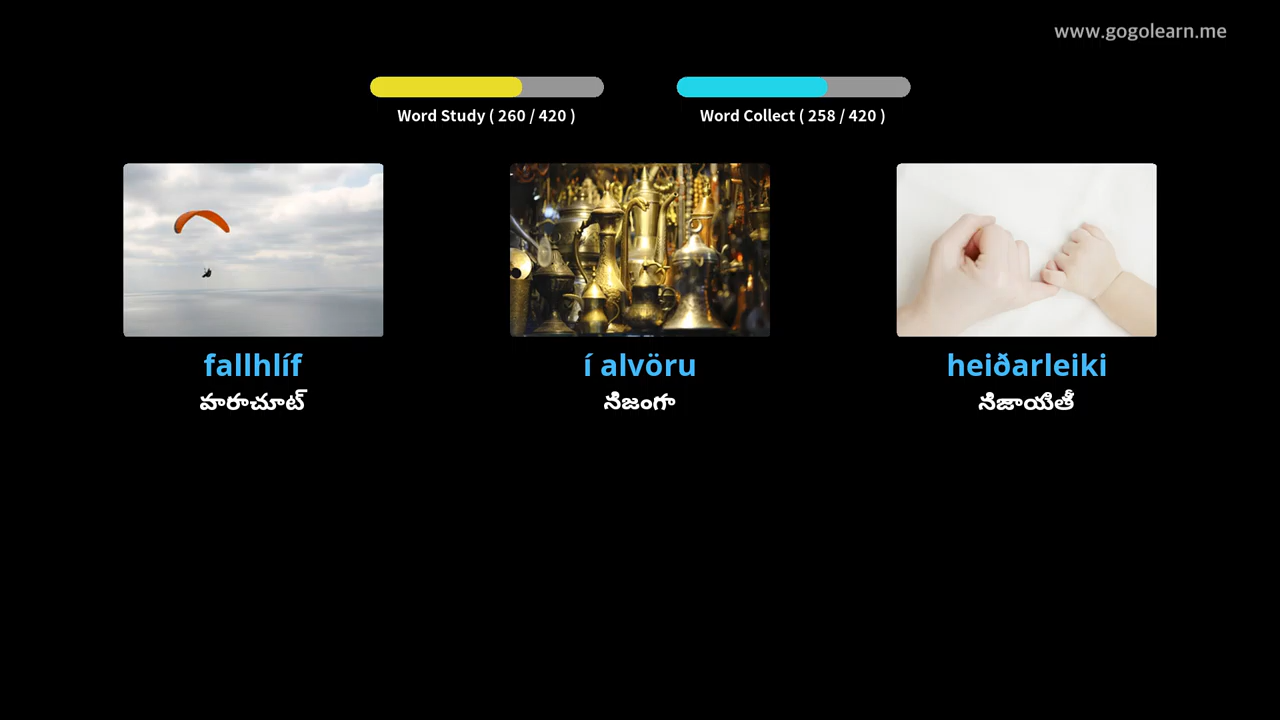 www.gogolearn.me
Word Study ( 260 / 420 )
Word Collect ( 258 / 420 )
fallhlíf
í alvöru
heiðarleiki
పారాచూట్
నిజంగా
నిజాయితీ